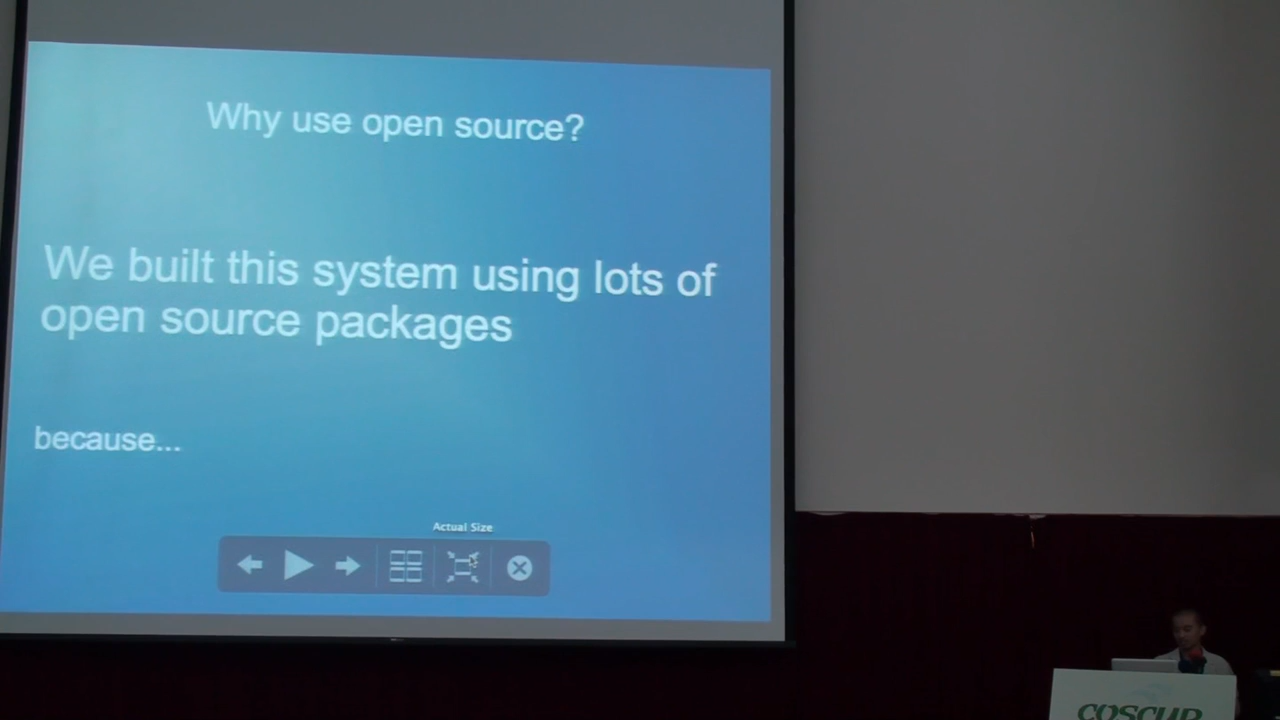 Why use open source?
We built this system using lots of
open source packages
because...
Actual Size
COSCUP